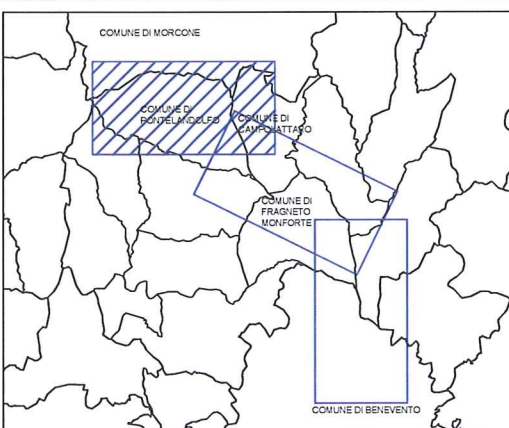 COMUNE DI MORCONE
COMUNE DI
PONTELANDOLFO
COMUNE DI
CAMPOLATTARO
COMUNE DI
FRAGNETO
MONFORTE
COMUNE DI BENEVENTO